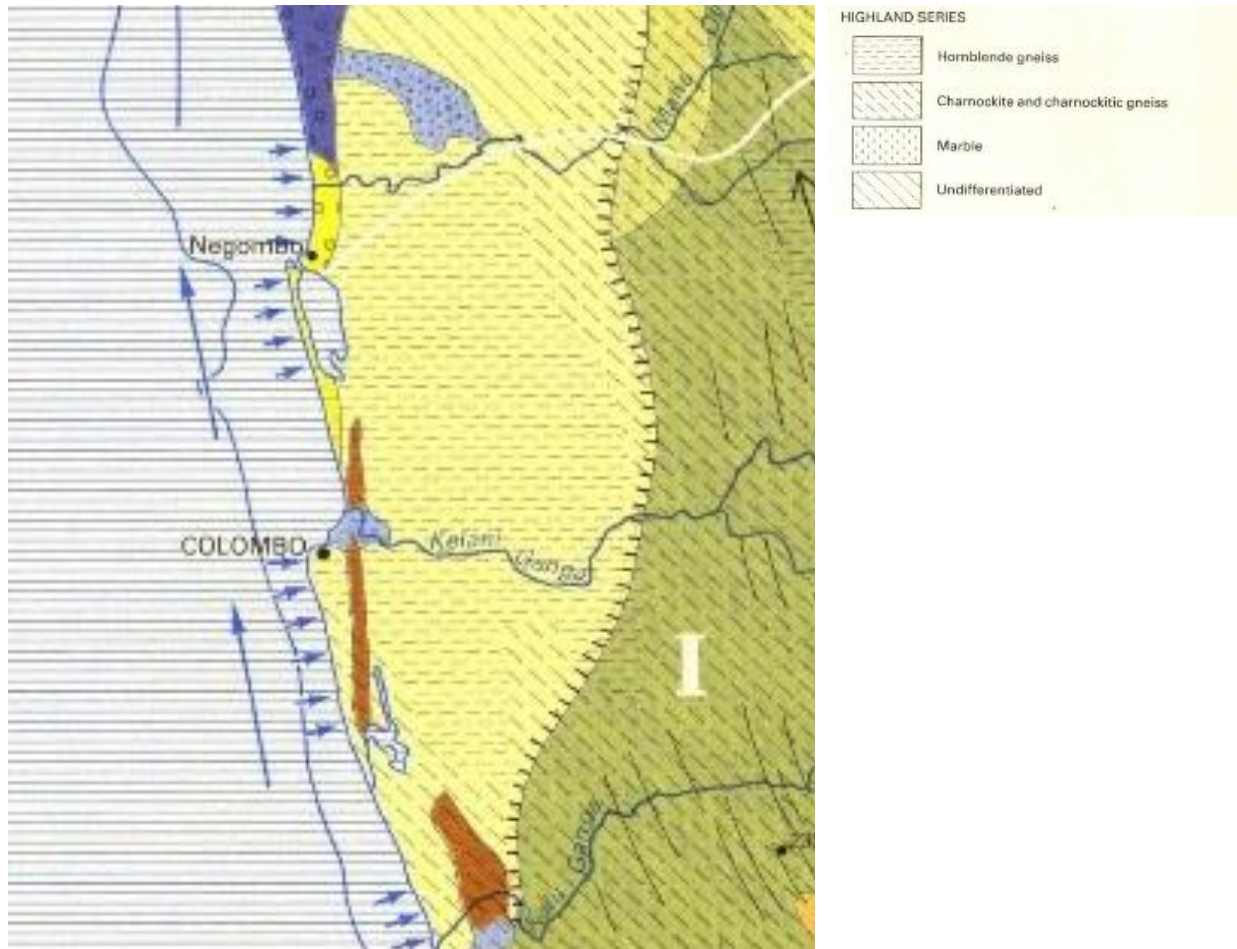 HIGHLAND SERIES
Hornblende gneiss
Charnockite and charnockitic gneiss
Marble
Undifferentiated
Negombo
COLOMBO
Kelani
Ganga
I